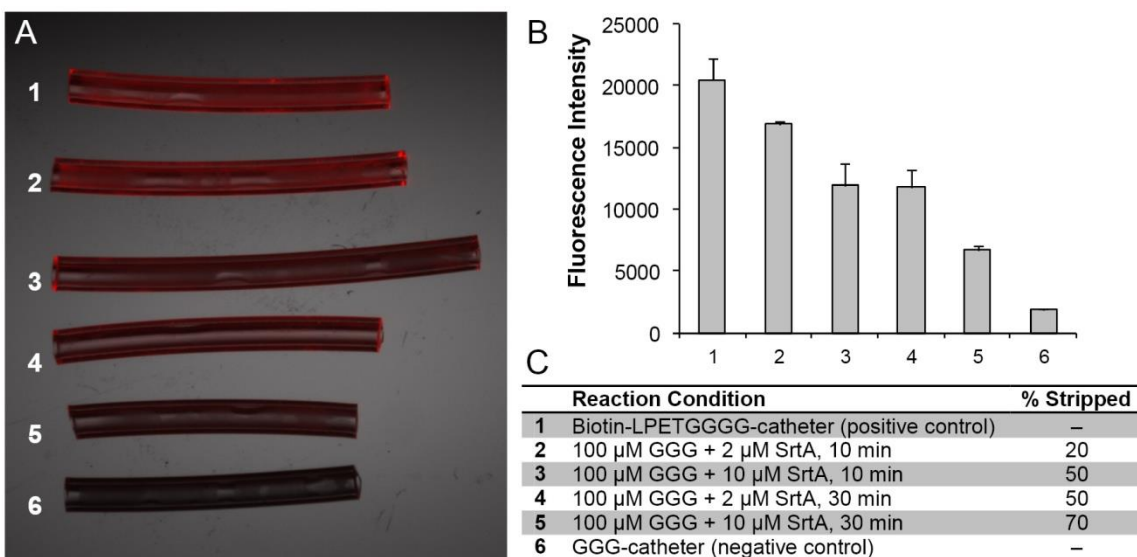 A
1
2
3
4
5
6
B
Fluorescence Intensity
25000
20000
15000
10000
5000
0
1 2 3 4 5 6
C
Reaction Condition % Stripped
1 Biotin-LPETGGGG-catheter (positive control) –
2 100 µM GGG + 2 µM SrtA, 10 min 20
3 100 µM GGG + 10 µM SrtA, 10 min 50
4 100 µM GGG + 2 µM SrtA, 30 min 50
5 100 µM GGG + 10 µM SrtA, 30 min 70
6 GGG-catheter (negative control) –